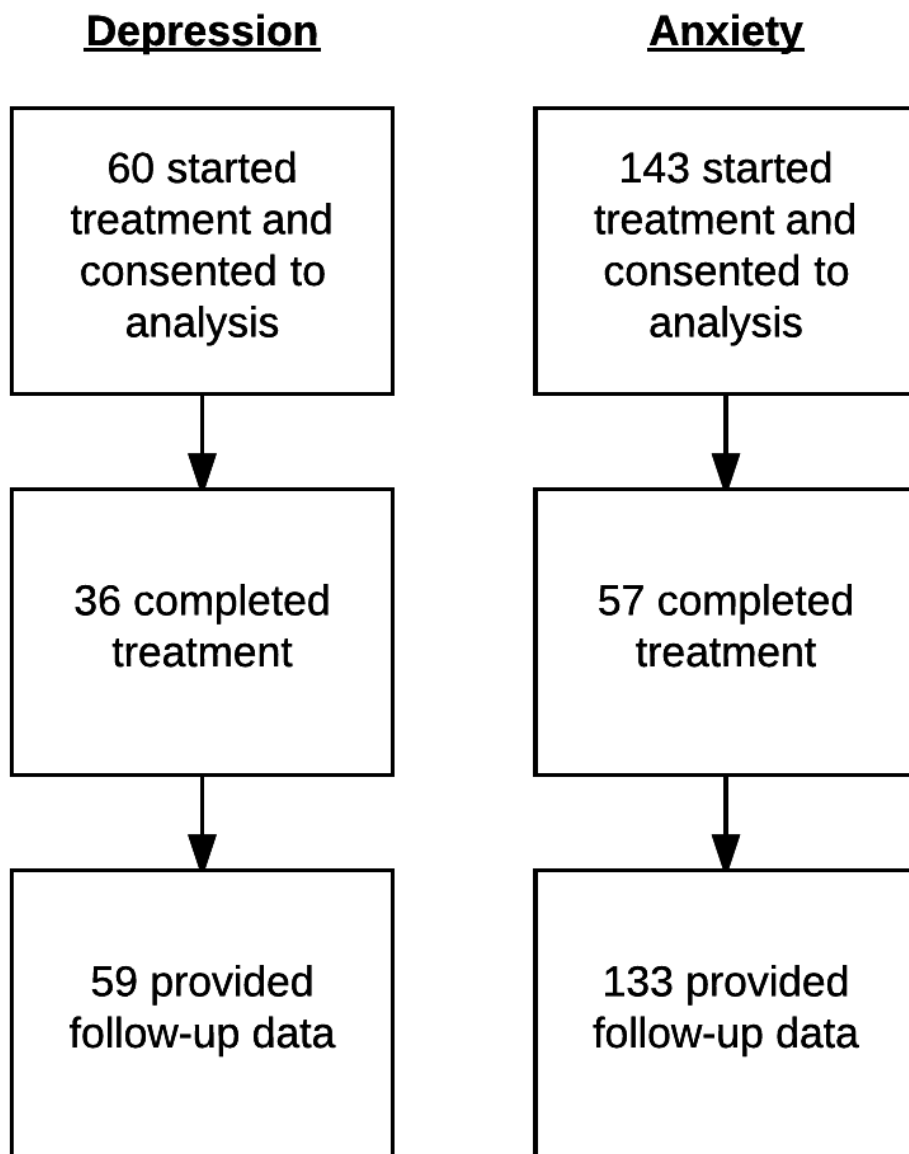 Depression
60 started
treatment and
consented to
analysis
36 completed
treatment
59 provided
follow-up data
Anxiety
143 started
treatment and
consented to
analysis
57 completed
treatment
133 provided
follow-up data